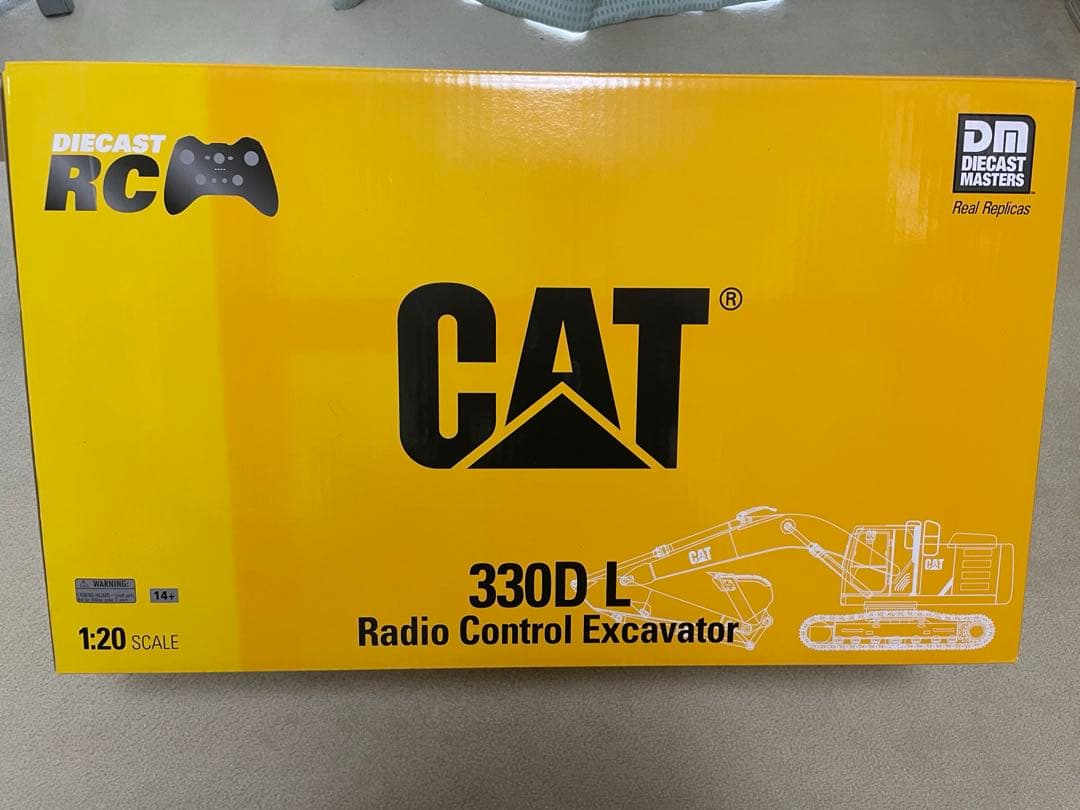 DIECAST
RC
DM
DIECAST
MASTERS
Real Replicas
CAT®
CAT
CAT
330D L
Radio Control Excavator
WARNING:
14+
1:20 SCALE